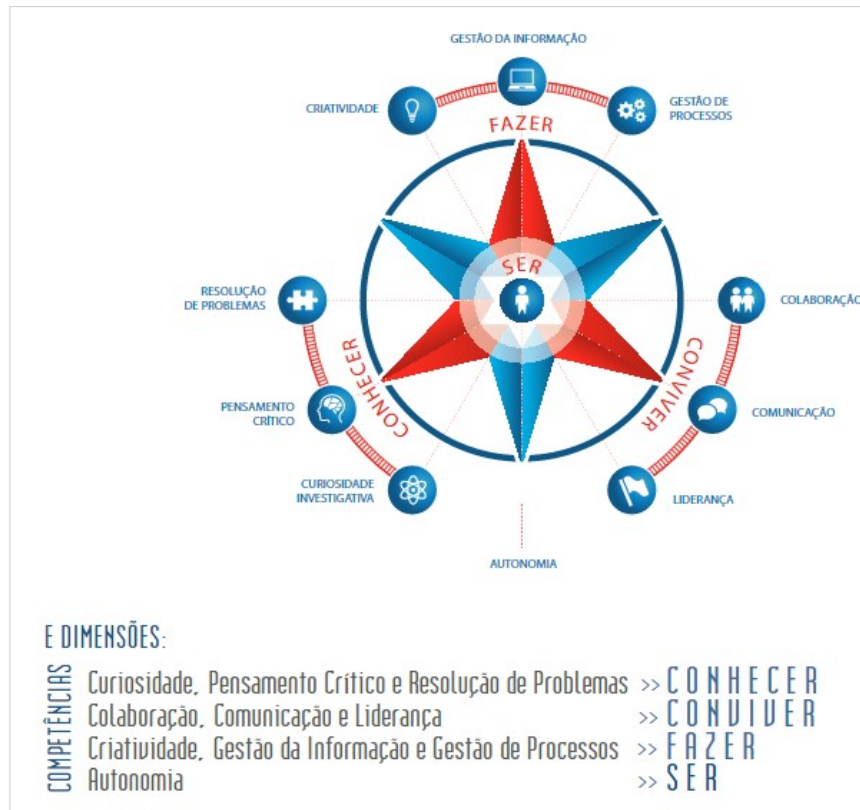 GESTÃO DA INFORMAÇÃO
CRIATIVIDADE
GESTÃO DE
PROCESSOS
FAZER
SER
RESOLUÇÃO
DE PROBLEMAS
COLABORAÇÃO
CONHECER
CONVIVER
PENSAMENTO
CRÍTICO
COMUNICAÇÃO
CURIOSIDADE
INVESTIGATIVA
LIDERANÇA
AUTONOMIA
E DIMENSÕES:
COMPETÊNCIAS
Curiosidade, Pensamento Crítico e Resolução de Problemas >> CONHECER
Colaboração, Comunicação e Liderança >> CONVIVER
Criatividade, Gestão da Informação e Gestão de Processos >> FAZER
Autonomia >> SER